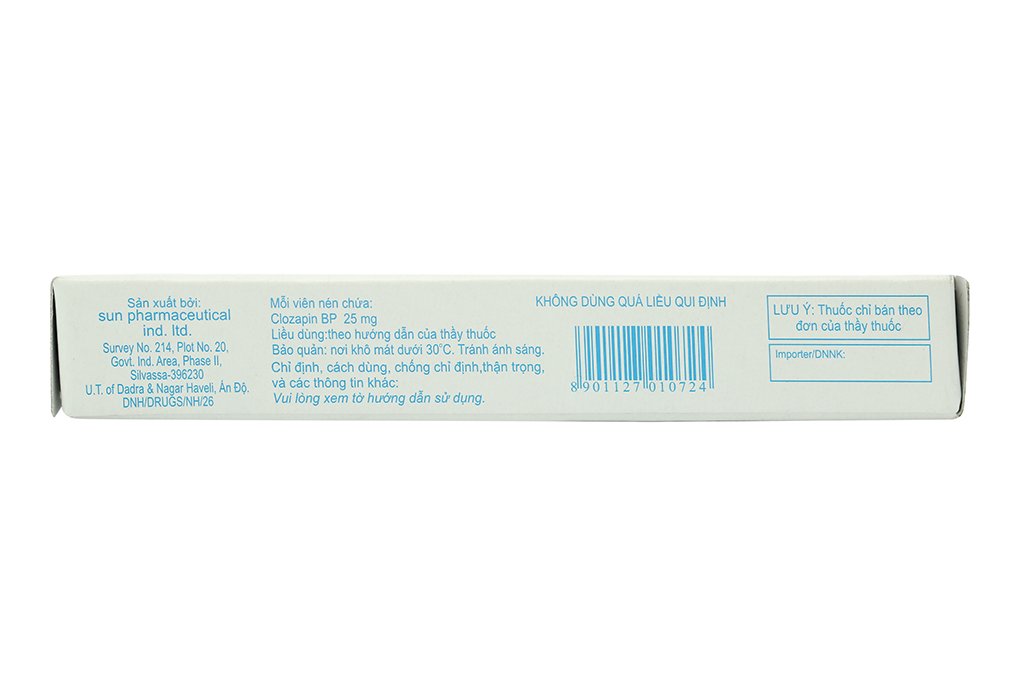 Sản xuất bởi:
sun pharmaceutical
ind. ltd.
Survey No. 214, Plot No. 20,
Govt. Ind. Area, Phase II,
Silvassa-396230
U.T. of Dadra & Nagar Haveli, Ấn Độ.
DNH/DRUGS/NH/26
Mỗi viên nén chứa:
Clozapin BP 25 mg
Liều dùng:theo hướng dẫn của thầy thuốc
Bảo quản: nơi khô mát dưới 30°C. Tránh ánh sáng.
Chỉ định, cách dùng, chống chỉ định,thận trọng,
và các thông tin khác:
Vui lòng xem tờ hướng dẫn sử dụng.
KHÔNG DÙNG QUÁ LIỀU QUI ĐỊNH
8 901127 010724
LƯU Ý: Thuốc chỉ bán theo
đơn của thầy thuốc
Importer/DNNK: